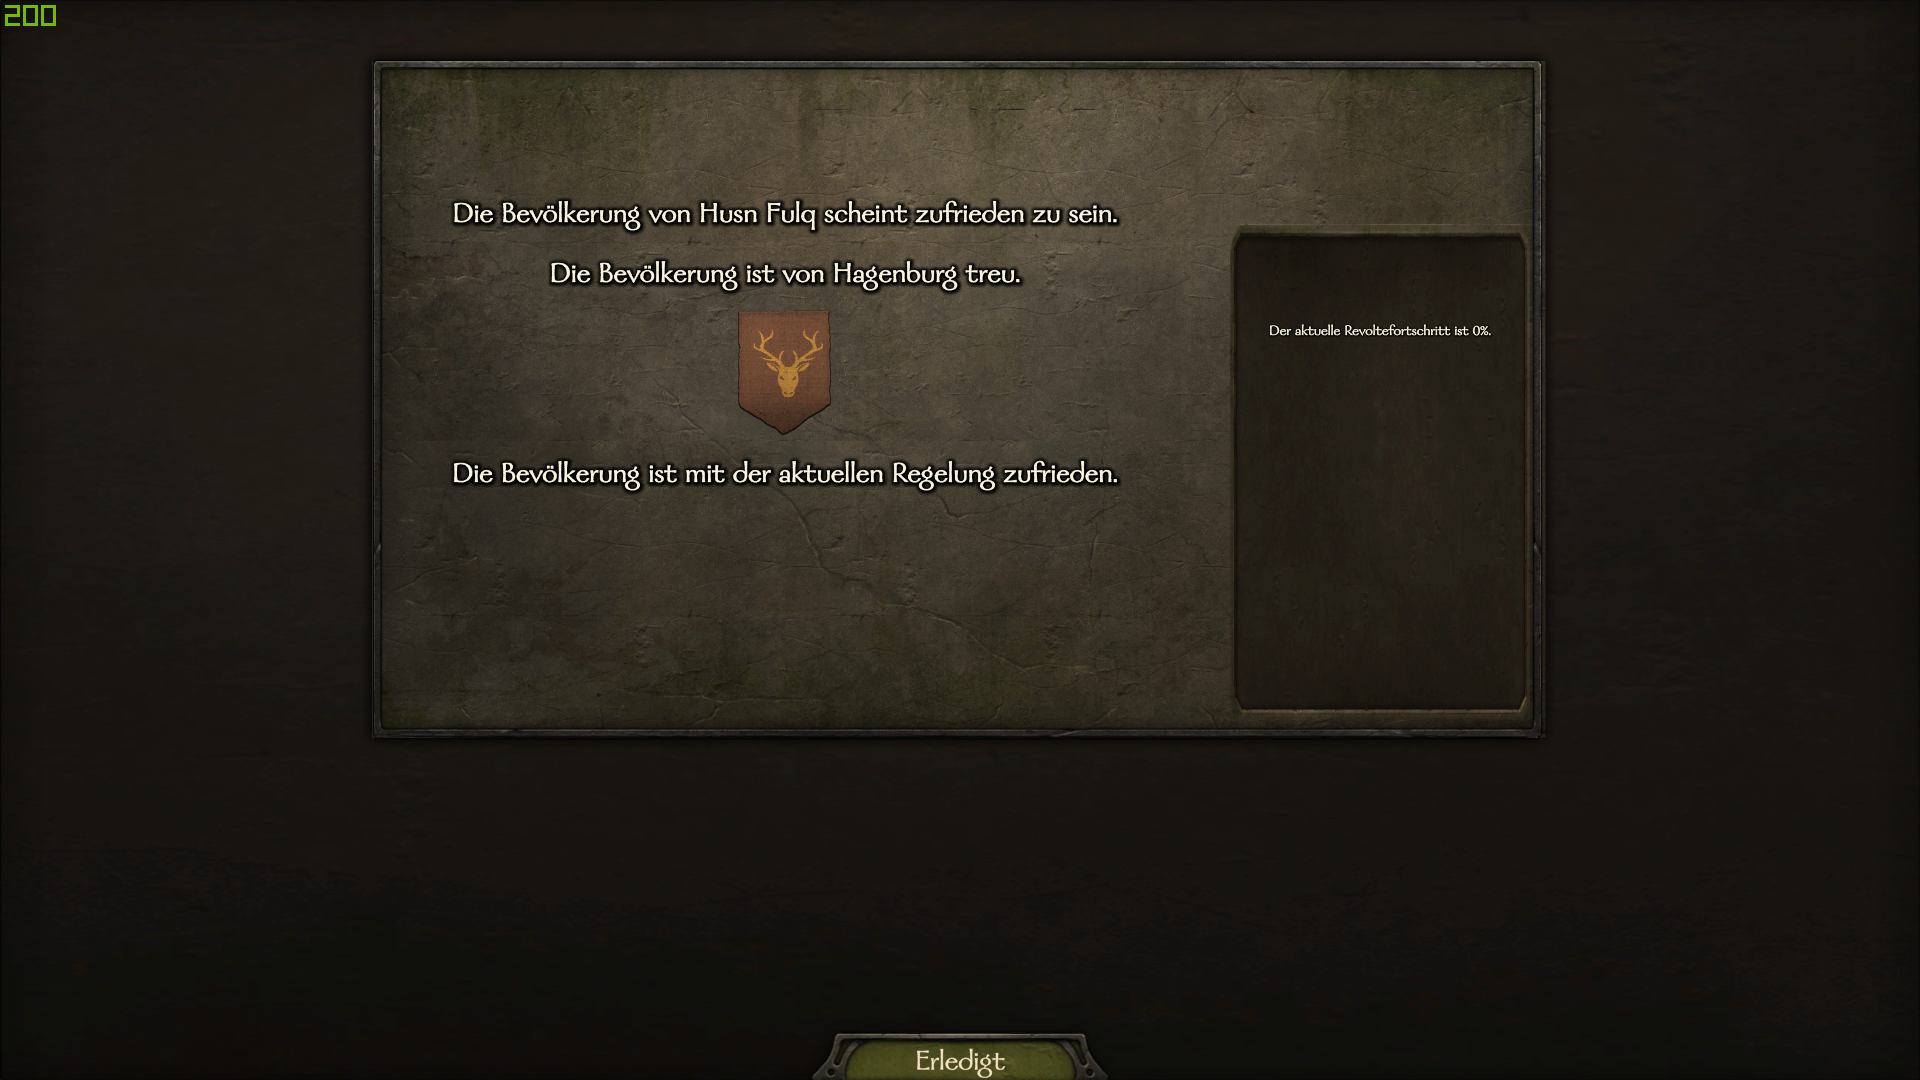 200
Die Bevölkerung von Husn Fulq scheint zufrieden zu sein.
Die Bevölkerung ist von Hagenburg treu.
Die Bevölkerung ist mit der aktuellen Regelung zufrieden.
Der aktuelle Revoltefortschritt ist 0%.
Erledigt